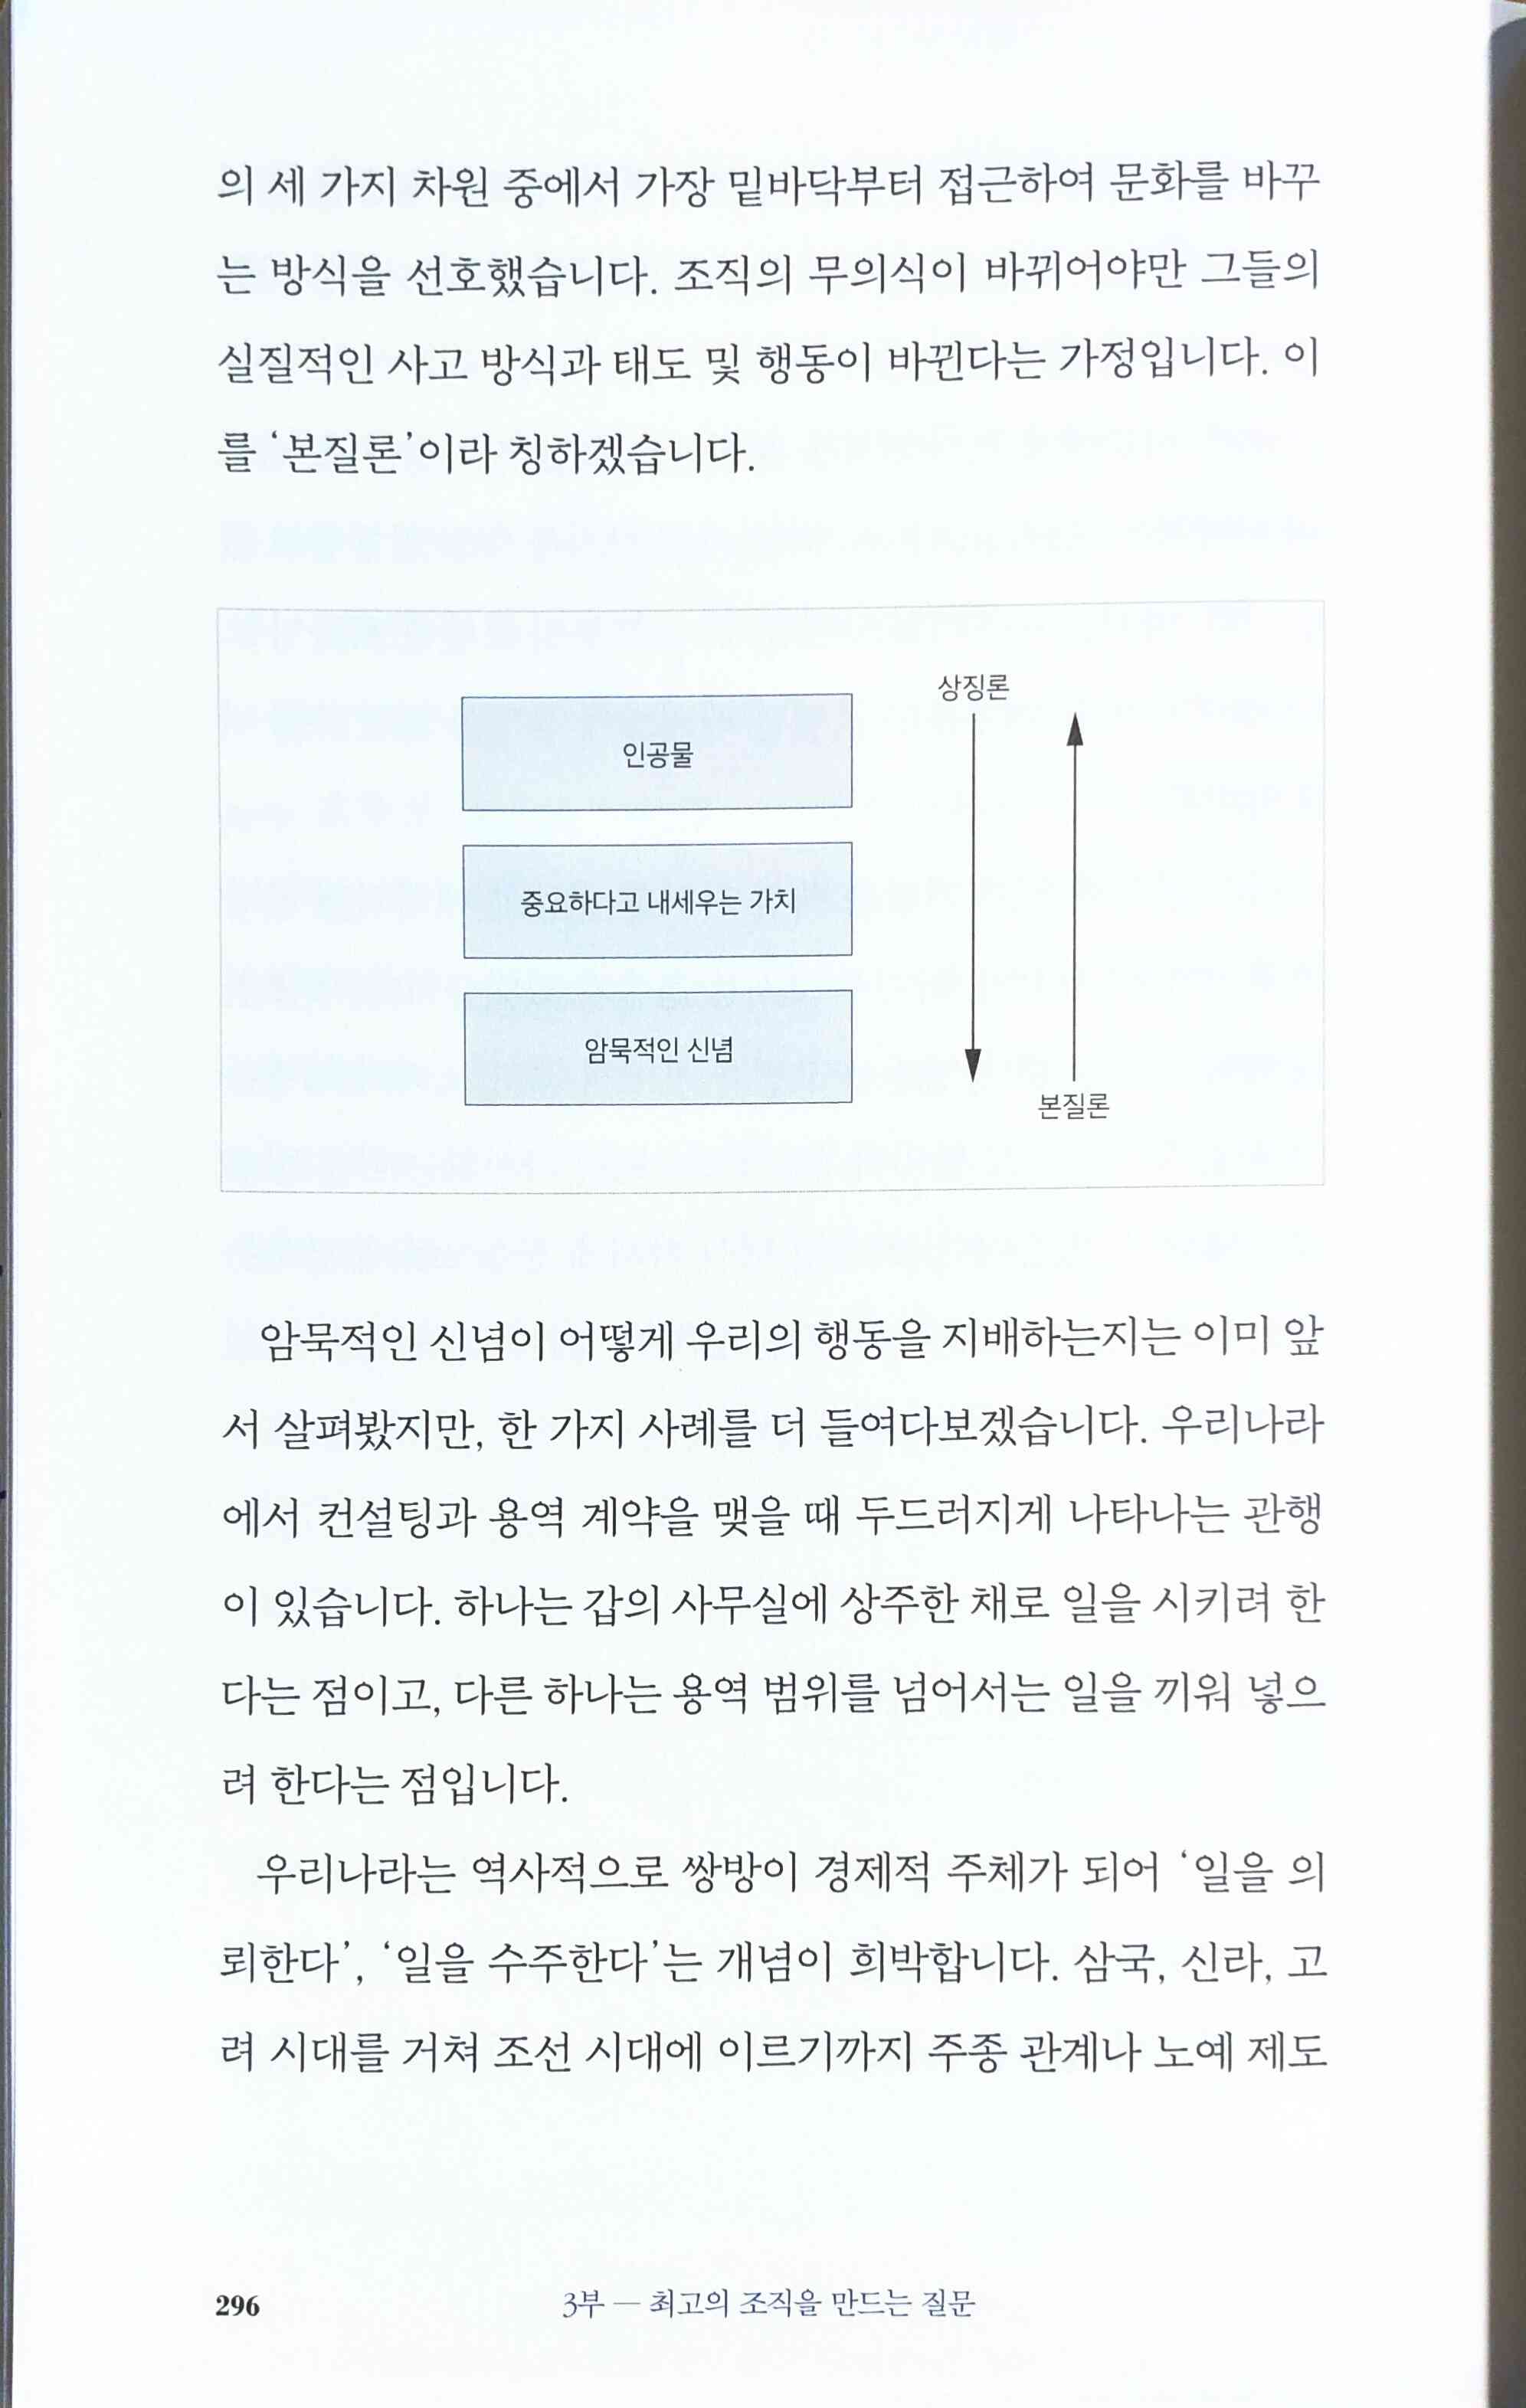 의 세 가지 차원 중에서 가장 밑바닥부터 접근하여 문화를 바꾸
는 방식을 선호했습니다. 조직의 무의식이 바뀌어야만 그들의
실질적인 사고 방식과 태도 및 행동이 바뀐다는 가정입니다. 이
를 ‘본질론’이라 칭하겠습니다.
상징론
인공물
중요하다고 내세우는 가치
암묵적인 신념
본질론
암묵적인 신념이 어떻게 우리의 행동을 지배하는지는 이미 앞
서 살펴봤지만, 한 가지 사례를 더 들여다보겠습니다. 우리나라
에서 컨설팅과 용역 계약을 맺을 때 두드러지게 나타나는 관행
이 있습니다. 하나는 갑의 사무실에 상주한 채로 일을 시키려 한
다는 점이고, 다른 하나는 용역 범위를 넘어서는 일을 끼워 넣으
려 한다는 점입니다.
우리나라는 역사적으로 쌍방이 경제적 주체가 되어 ‘일을 의
뢰한다’, ‘일을 수주한다’는 개념이 희박합니다. 삼국, 신라, 고
려 시대를 거쳐 조선 시대에 이르기까지 주종 관계나 노예 제도
296 3부 — 최고의 조직을 만드는 질문